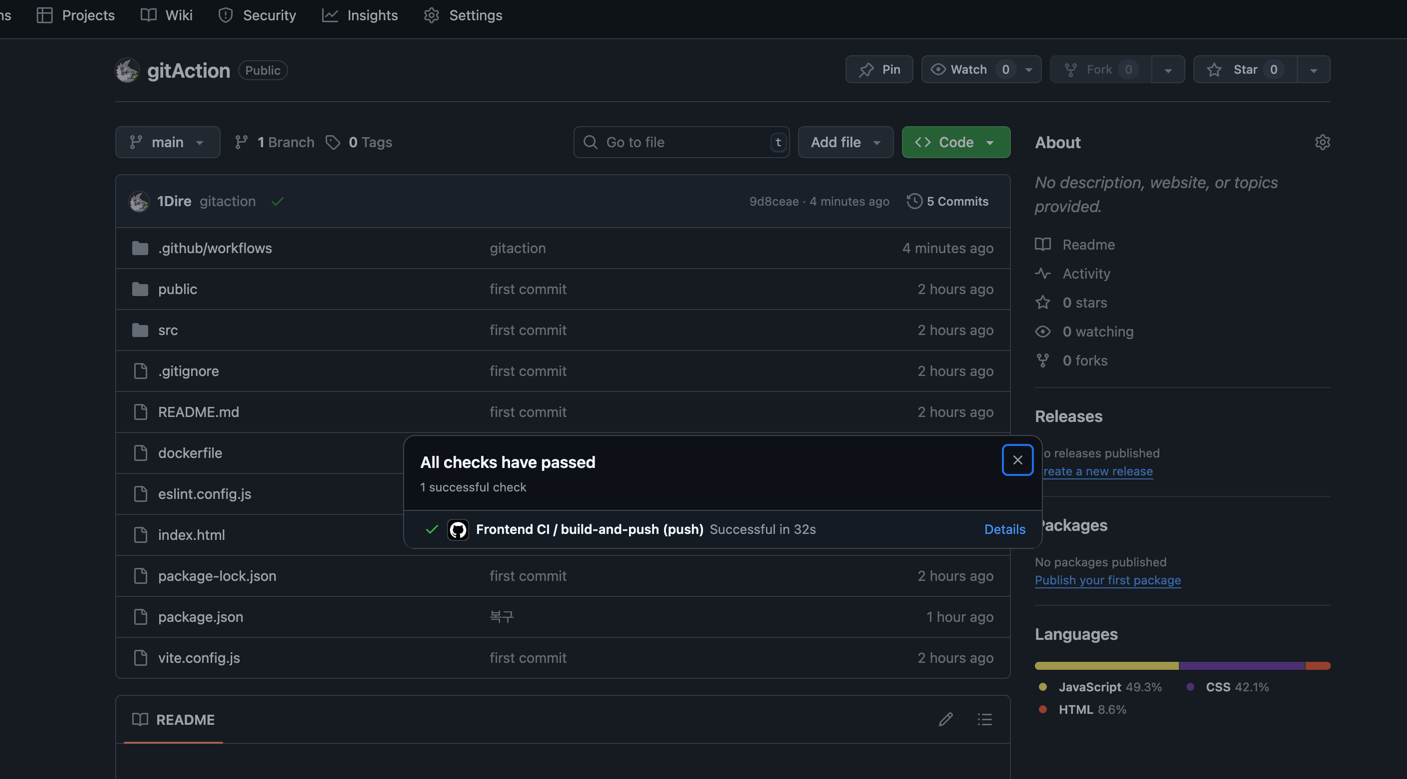 ns Projects Wiki Security Insights Settings
gitAction Public Pin Watch 0 Fork 0 Star 0
main 1 Branch 0 Tags Go to file t Add file Code
About
No description, website, or topics
provided.
1Dire gitaction 9d8ceae · 4 minutes ago 5 Commits
.github/workflows gitaction 4 minutes ago
public first commit 2 hours ago
src first commit 2 hours ago
.gitignore first commit 2 hours ago
README.md first commit 2 hours ago
dockerfile
eslint.config.js
index.html
package-lock.json first commit 2 hours ago
package.json 복구 1 hour ago
vite.config.js first commit 2 hours ago
All checks have passed
1 successful check
Frontend CI / build-and-push (push) Successful in 32s Details
README
Readme
Activity
0 stars
0 watching
0 forks
Releases
o releases published
reate a new release
Packages
No packages published
Publish your first package
Languages
JavaScript 49.3% CSS 42.1%
HTML 8.6%